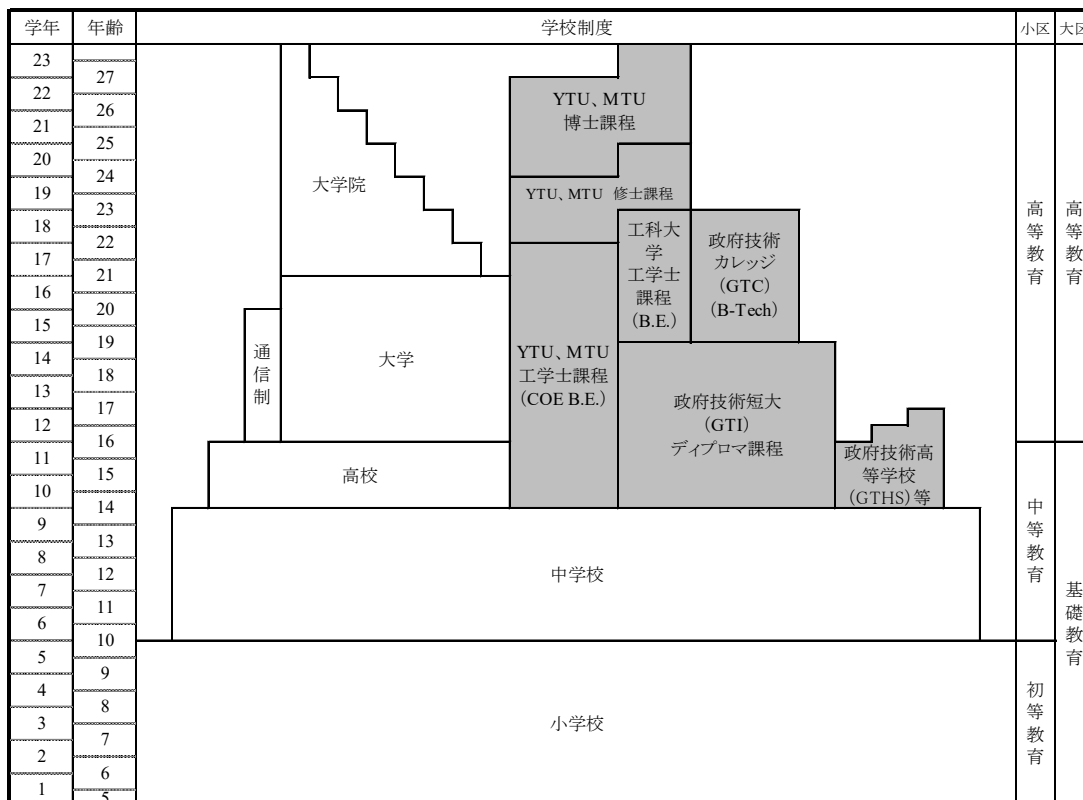 学年 年齢 学校制度 小区 大区
23
27
22
26
21
25
20
24
19
23
18
22
17
21
16
20
15
19
14
18
13
17
12
16
11
15
10
14
9
13
8
12
7
11
6
10
5
9
4
8
3
7
2
6
1
5
大学院
YTU、MTU
博士課程
YTU、MTU 修士課程
工科大
学
工学士
課程
(B.E.)
政府技術
カレッジ
(GTC)
(B-Tech)
通信制
大学
YTU、MTU
工学士課程
(COE B.E.)
政府技術短大
(GTI)
ディプロマ課程
高校
政府技術高
等学校
(GTHS)等
中学校
小学校
高等教育
中等教育
初等教育
高等教育
基礎教育